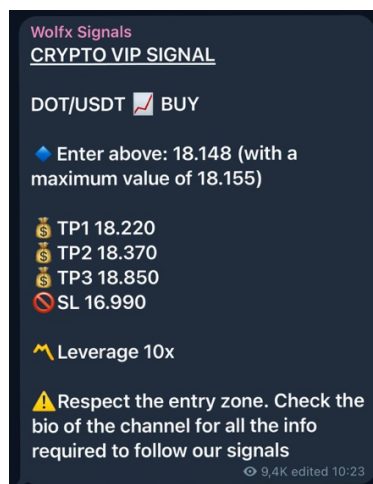 Wolfx Signals
CRYPTO VIP SIGNAL
DOT/USDT 📈 BUY
🔹Enter above: 18.148 (with a
maximum value of 18.155)
💰TP1 18.220
💰TP2 18.370
💰TP3 18.850
🚫SL 16.990
〽️Leverage 10x
⚠️Respect the entry zone. Check the
bio of the channel for all the info
required to follow our signals
9,4K edited 10:23